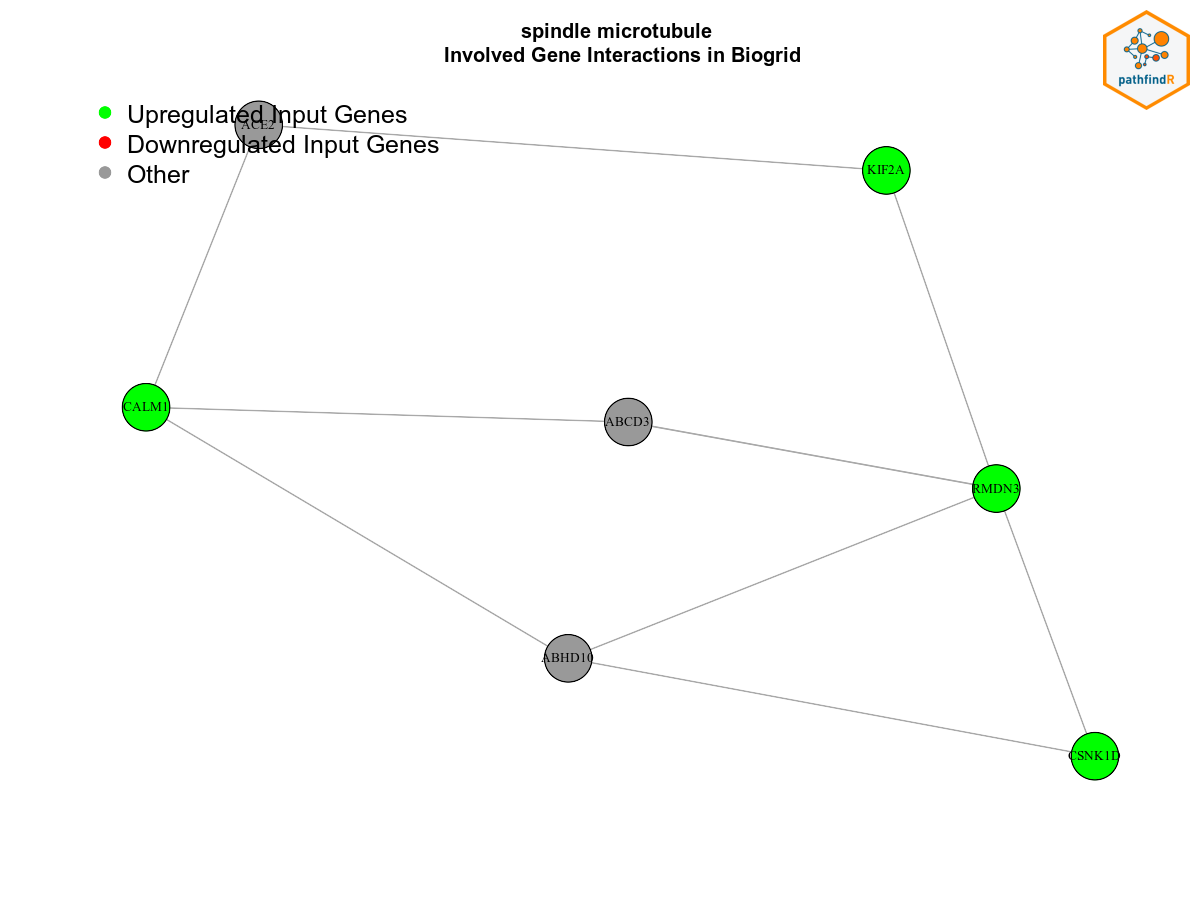 spindle microtubule
Involved Gene Interactions in Biogrid
pathfindR
Upregulated Input Genes
ACE2
Downregulated Input Genes
Other
KIF2A
CALM1
ABCD3
RMDN3
ABHD10
CSNK1D